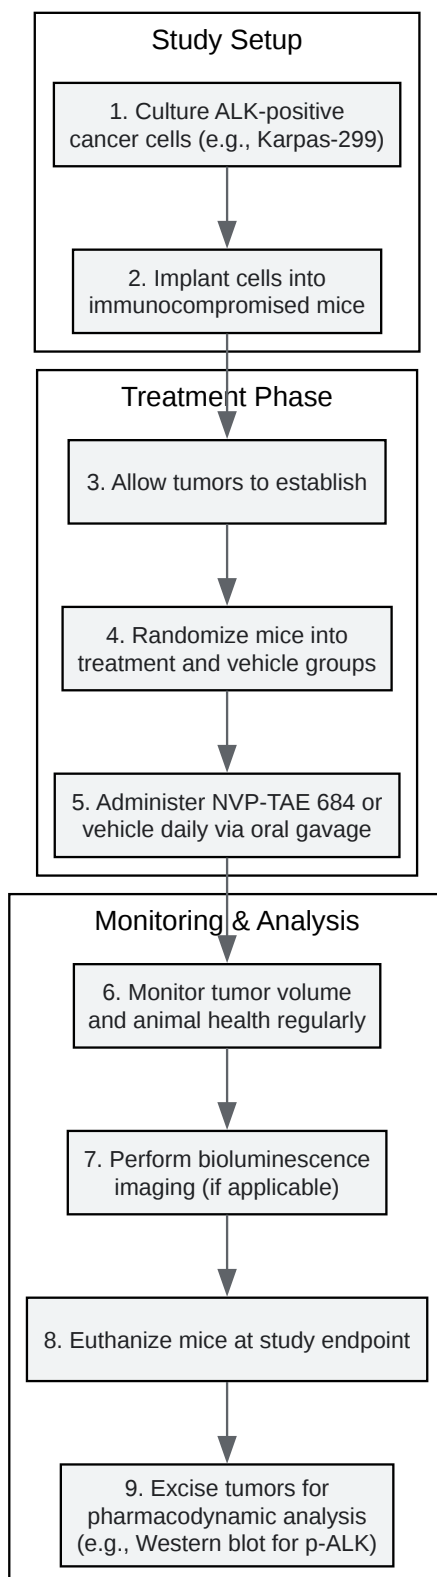 Study Setup
1. Culture ALK-positive
cancer cells (e.g., Karpas-299)
2. Implant cells into
immunocompromised mice
Treatment Phase
3. Allow tumors to establish
4. Randomize mice into
treatment and vehicle groups
5. Administer NVP-TAE 684 or
vehicle daily via oral gavage
Monitoring & Analysis
6. Monitor tumor volume
and animal health regularly
7. Perform bioluminescence
imaging (if applicable)
8. Euthanize mice at study endpoint
9. Excise tumors for
pharmacodynamic analysis
(e.g., Western blot for p-ALK)